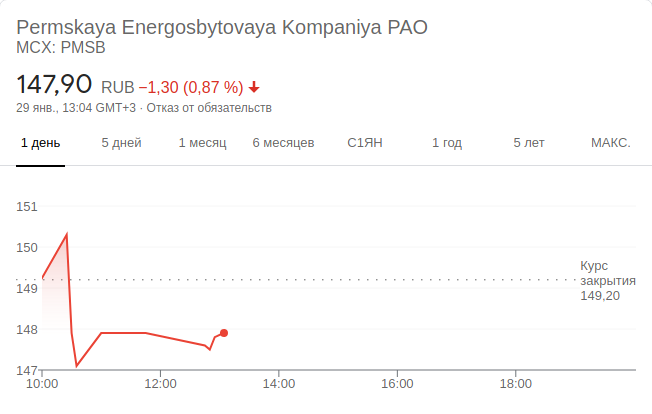 Permskaya Energosbytovaya Kompaniya PAO
MCX: PMSB
147,90 RUB −1,30 (0,87 %)
29 янв., 13:04 GMT+3 · Отказ от обязательств
1 день 5 дней 1 месяц 6 месяцев С1ЯН 1 год 5 лет МАКС.
151
150
Курс
закрытия
149
149,20
148
147
10:00 12:00 14:00 16:00 18:00